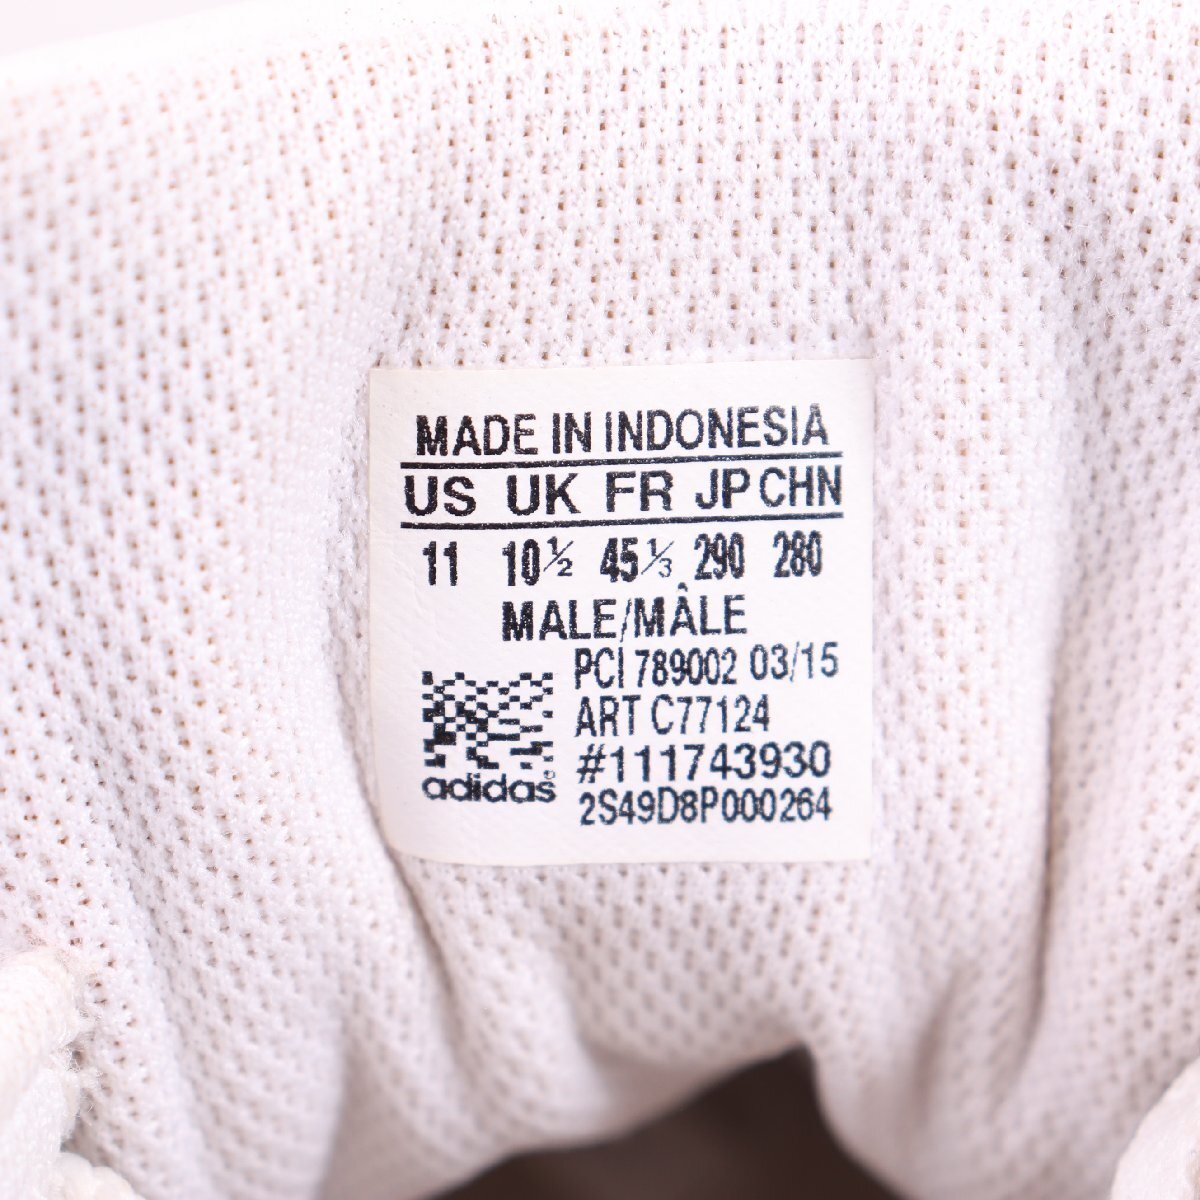 MADE IN INDONESIA
US UK FR JP CHN
11 10½ 45⅓ 290 280
MALE/MÂLE
PCI 789002 03/15
ART C77124
#111743930
adidas®
2S49D8P000264